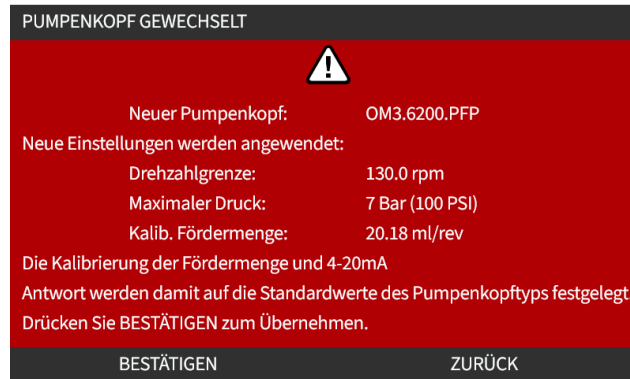 PUMPENKOPF GEWECHSELT
Neuer Pumpenkopf: OM3.6200.PFP
Neue Einstellungen werden angewendet:
Drehzahlgrenze: 130.0 rpm
Maximaler Druck: 7 Bar (100 PSI)
Kalib. Fördermenge: 20.18 ml/rev
Die Kalibrierung der Fördermenge und 4-20mA
Antwort werden damit auf die Standardwerte des Pumpenkopftyps festgelegt
Drücken Sie BESTÄTIGEN zum Übernehmen.
BESTÄTIGEN ZURÜCK